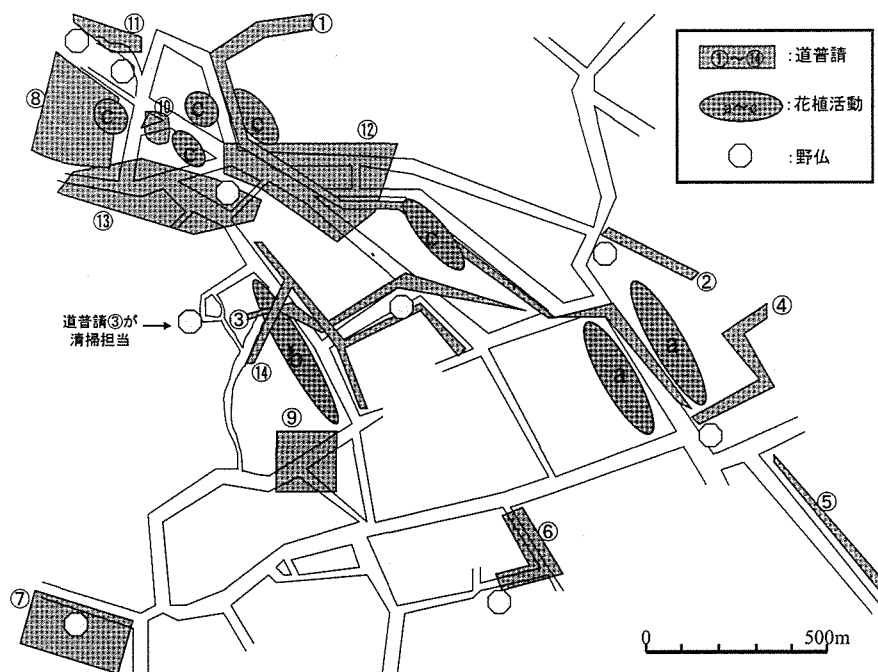 ⑪
①
①～⑭
:道普請
a～c
:花植活動
:野仏
⑧
c
⑩
c
c
c
⑫
⑬
c
②
④
道普請③が
清掃担当
③
a
a
b
⑭
⑨
⑤
⑥
⑦
0
500m